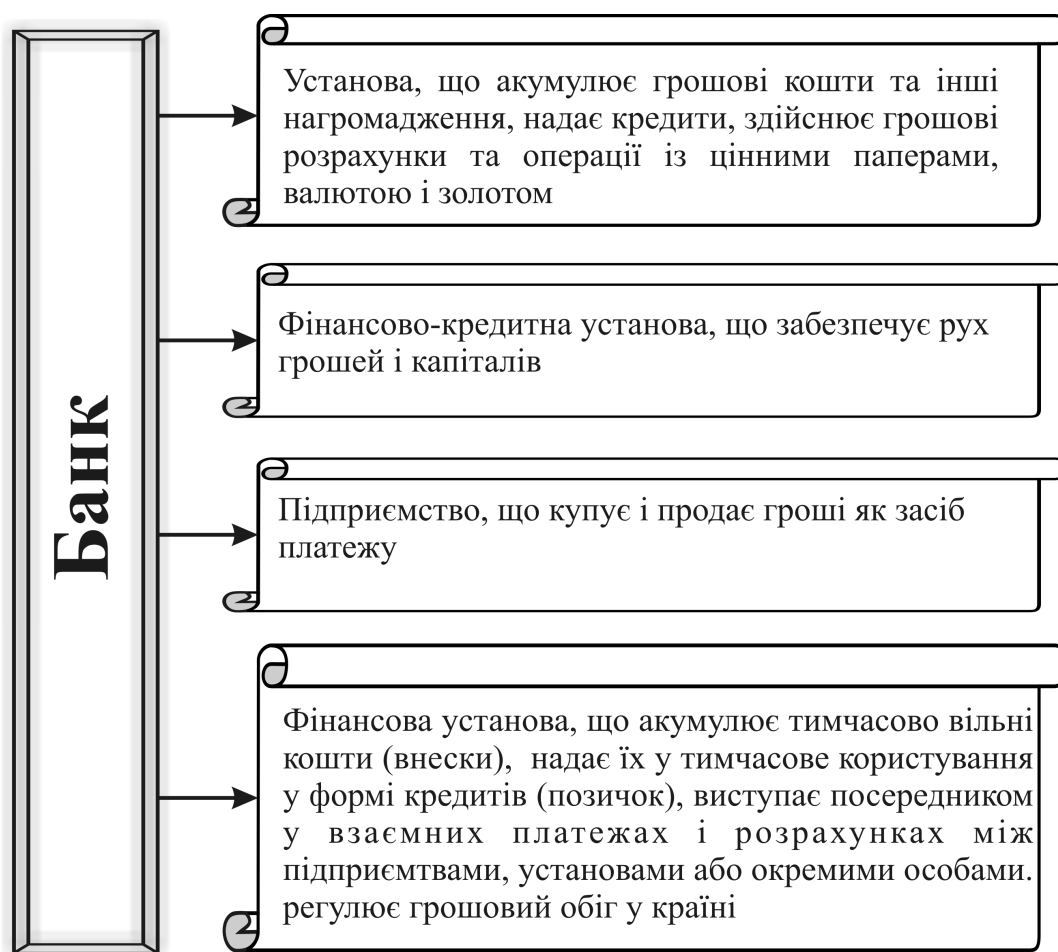 Банк
Установа, що акумулює грошові кошти та інші
нагромадження, надає кредити, здійснює грошові
розрахунки та операції із цінними паперами,
валютою і золотом
Фінансово-кредитна установа, що забезпечує рух
грошей і капіталів
Підприємство, що купує і продає гроші як засіб
платежу
Фінансова установа, що акумулює тимчасово вільні
кошти (внески), надає їх у тимчасове користування
у формі кредитів (позичок), виступає посередником
у взаємних платежах і розрахунках між
підприємтвами, установами або окремими особами.
регулює грошовий обіг у країні